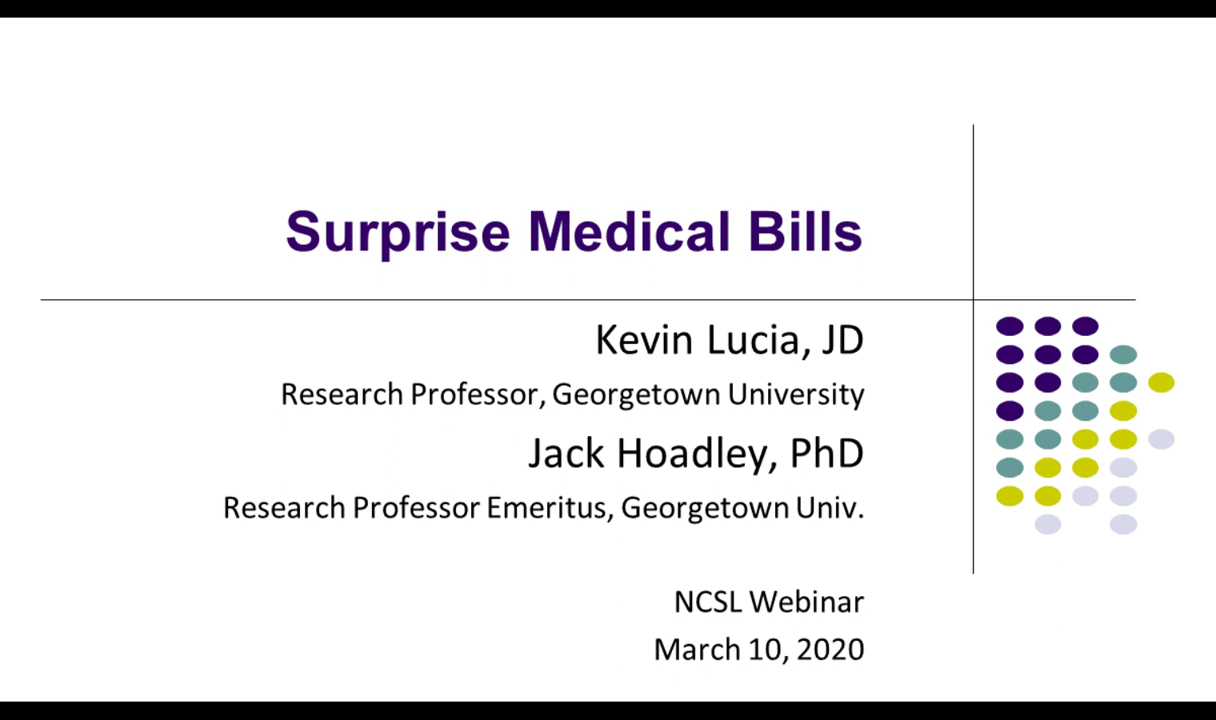 Surprise Medical Bills
Kevin Lucia, JD
Research Professor, Georgetown University
Jack Hoadley, PhD
Research Professor Emeritus, Georgetown Univ.
NCSL Webinar
March 10, 2020